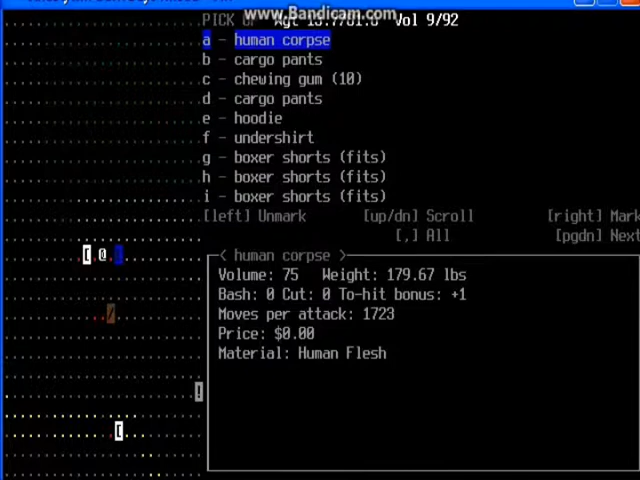 www.Bandicam.com
PICK
Vol 9/92
a - human corpse
b - cargo pants
c - chewing gum (10)
d - cargo pants
e - hoodie
f - undershirt
g - boxer shorts (fits)
h - boxer shorts (fits)
i - boxer shorts (fits)
[left] Unmark [up/dn] Scroll [right] Mark
[,] All [pgdn] Next
< human corpse >
Volume: 75 Weight: 179.67 lbs
Bash: 0 Cut: 0 To-hit bonus: +1
Moves per attack: 1723
Price: $0.00
Material: Human Flesh